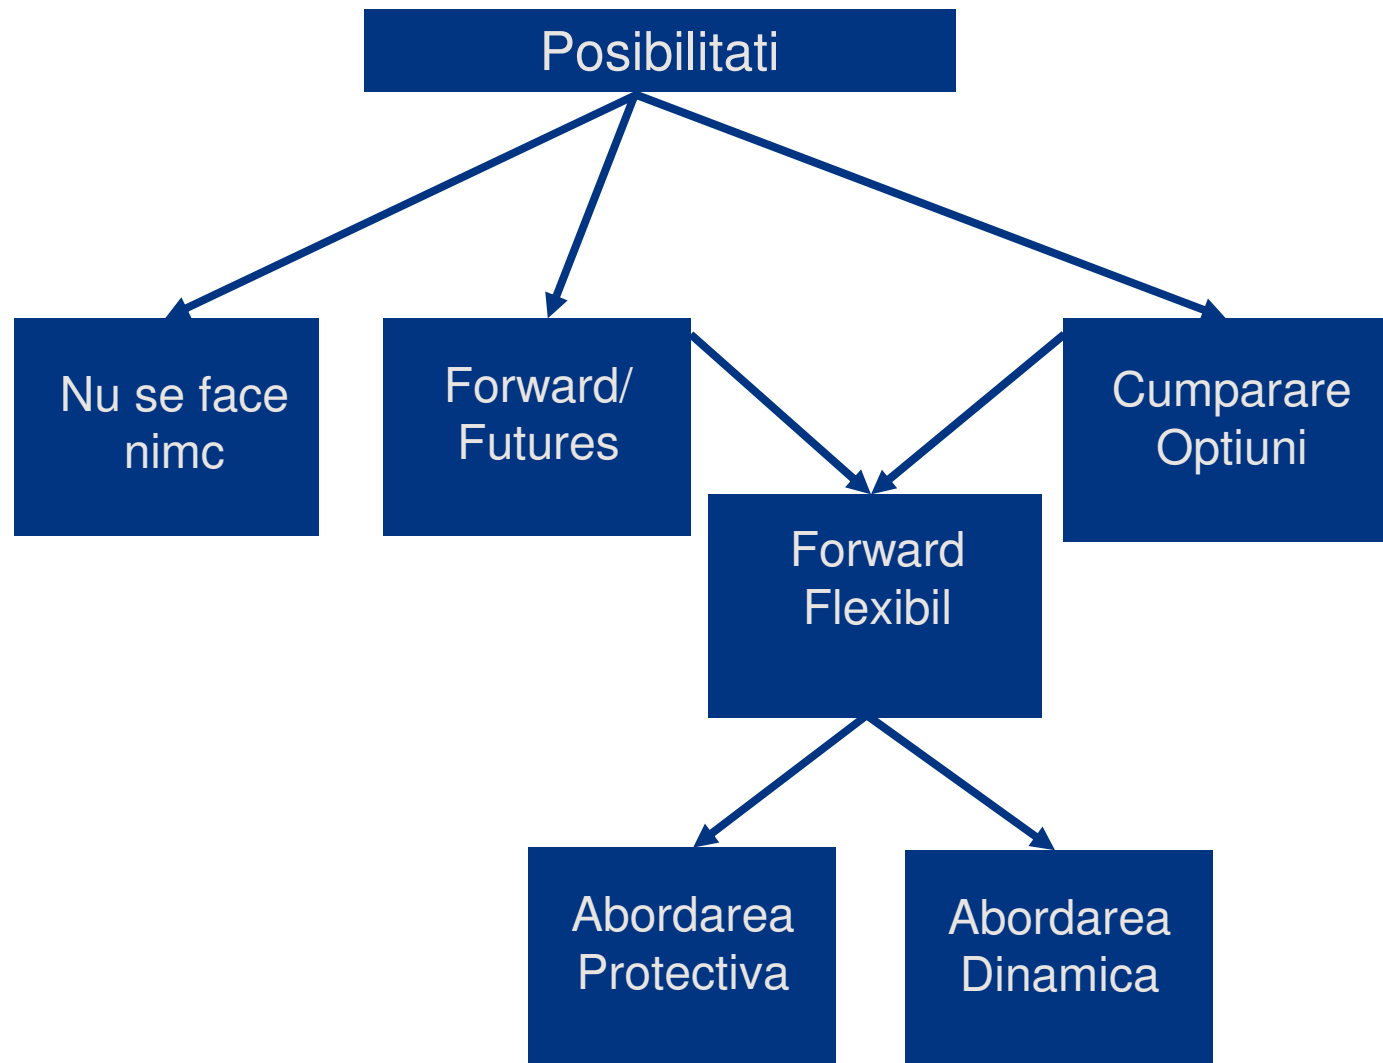 Posibilitati
Nu se face
nimc
Forward/
Futures
Cumparare
Optiuni
Forward
Flexibil
Abordarea
Protectiva
Abordarea
Dinamica